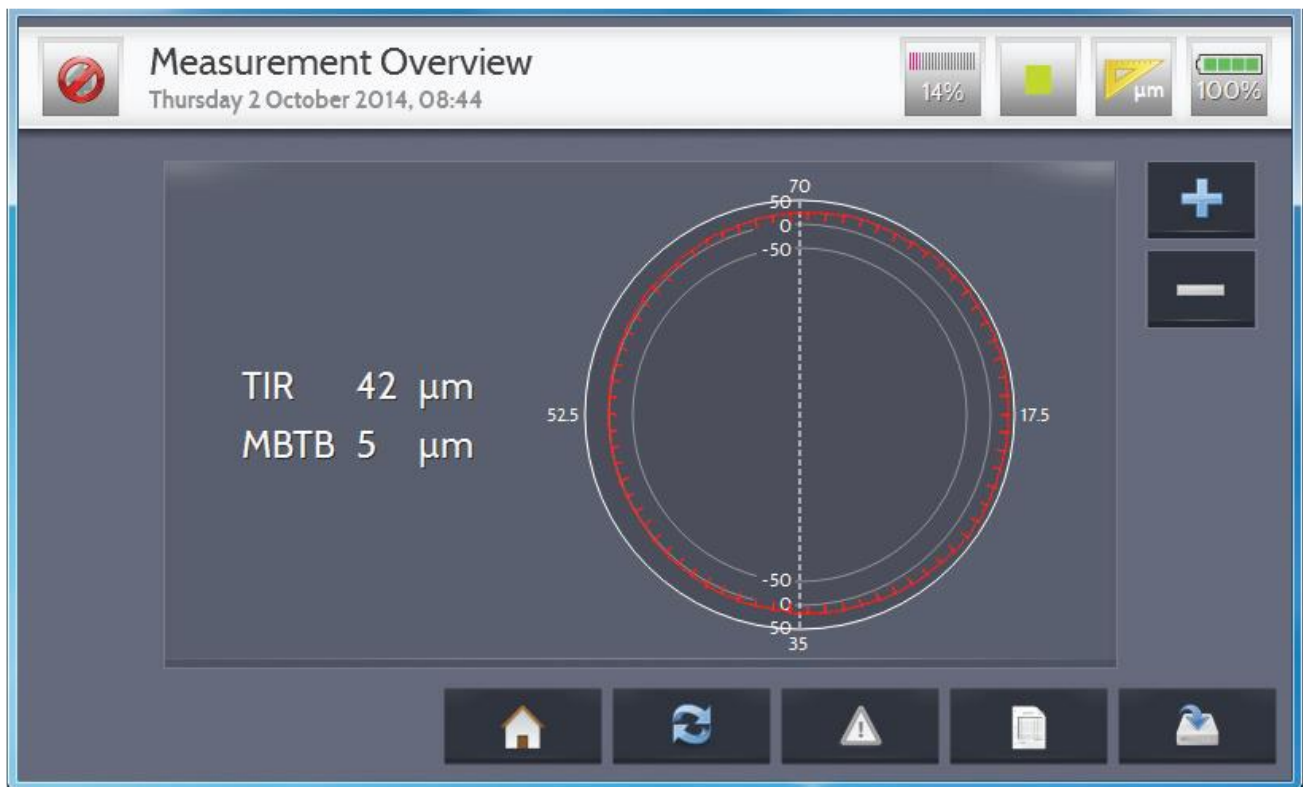 Measurement Overview
Thursday 2 October 2014, 08:44
14%
µm
100%
70
50
0
-50
TIR 42 µm
MBTB 5 µm
52.5
17.5
-50
0
50
35